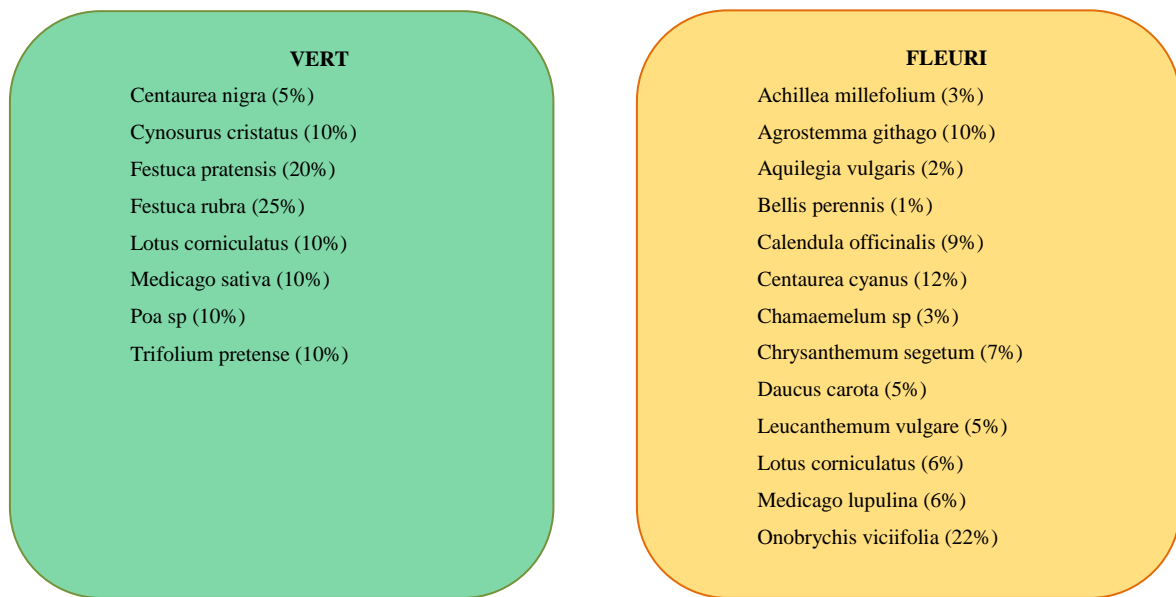 VERT
Centaurea nigra (5%)
Cynosurus cristatus (10%)
Festuca pratensis (20%)
Festuca rubra (25%)
Lotus corniculatus (10%)
Medicago sativa (10%)
Poa sp (10%)
Trifolium pretense (10%)
FLEURI
Achillea millefolium (3%)
Agrostemma githago (10%)
Aquilegia vulgaris (2%)
Bellis perennis (1%)
Calendula officinalis (9%)
Centaurea cyanus (12%)
Chamaemelum sp (3%)
Chrysanthemum segetum (7%)
Daucus carota (5%)
Leucanthemum vulgare (5%)
Lotus corniculatus (6%)
Medicago lupulina (6%)
Onobrychis viciifolia (22%)